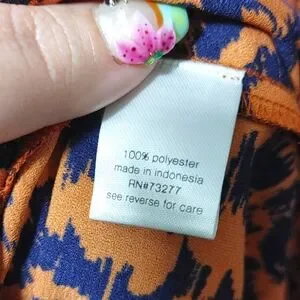 100% polyester
made in indonesia
RN#73277
see reverse for care